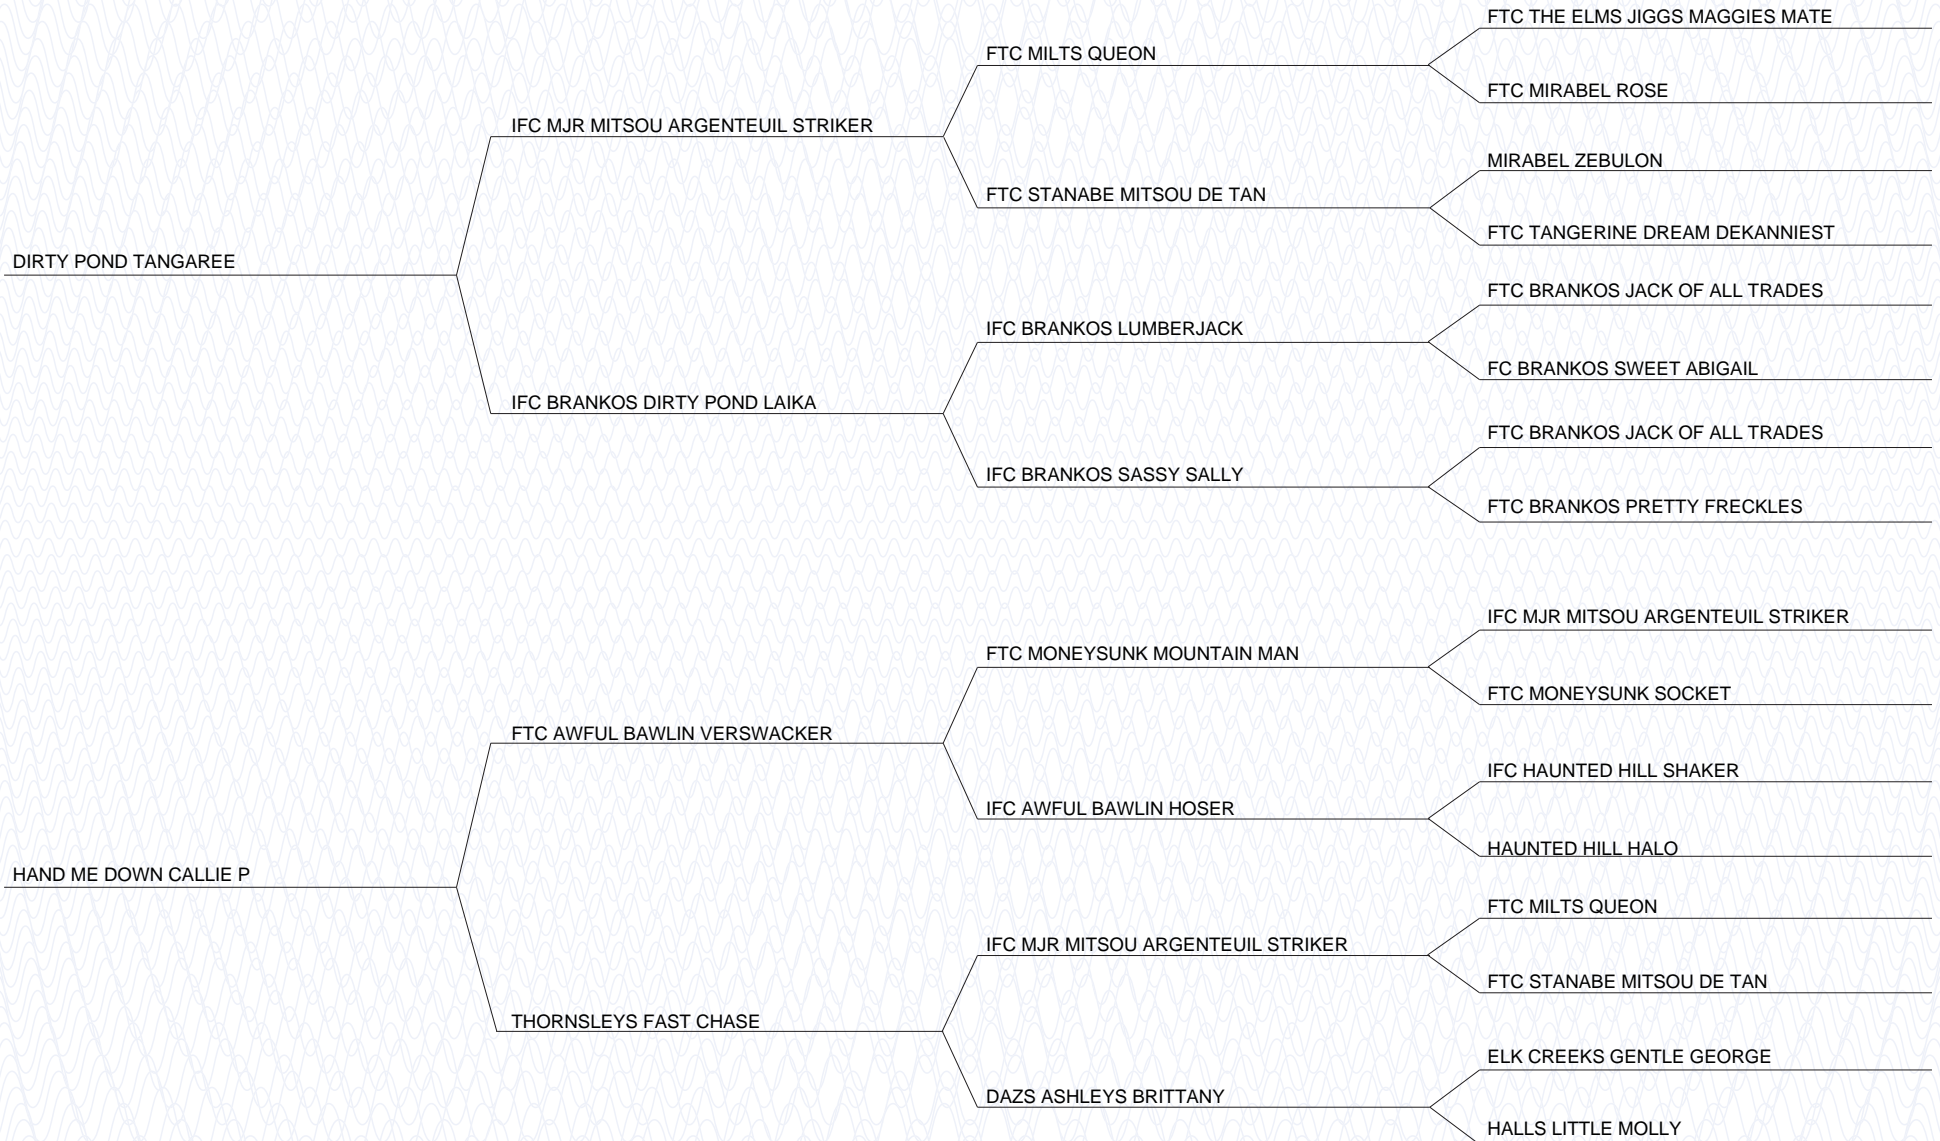 FTC THE ELMS JIGGS MAGGIES MATE
FTC MILTS QUEON
FTC MIRABEL ROSE
IFC MJR MITSOU ARGENTEUIL STRIKER
MIRABEL ZEBULON
FTC STANABE MITSOU DE TAN
FTC TANGERINE DREAM DEKANNIEST
DIRTY POND TANGAREE
FTC BRANKOS JACK OF ALL TRADES
IFC BRANKOS LUMBERJACK
FC BRANKOS SWEET ABIGAIL
IFC BRANKOS DIRTY POND LAIKA
FTC BRANKOS JACK OF ALL TRADES
IFC BRANKOS SASSY SALLY
FTC BRANKOS PRETTY FRECKLES
IFC MJR MITSOU ARGENTEUIL STRIKER
FTC MONEYSUNK MOUNTAIN MAN
FTC MONEYSUNK SOCKET
FTC AWFUL BAWLIN VERSWACKER
IFC HAUNTED HILL SHAKER
IFC AWFUL BAWLIN HOSER
HAUNTED HILL HALO
HAND ME DOWN CALLIE P
FTC MILTS QUEON
IFC MJR MITSOU ARGENTEUIL STRIKER
FTC STANABE MITSOU DE TAN
THORNSLEYS FAST CHASE
ELK CREEKS GENTLE GEORGE
DAZS ASHLEYS BRITTANY
HALLS LITTLE MOLLY